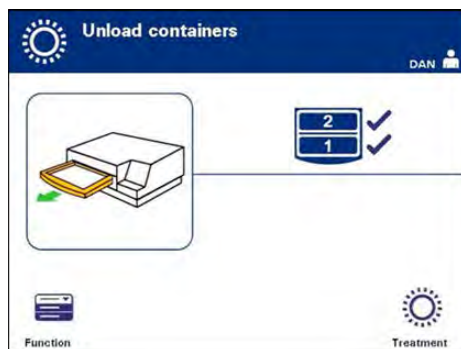 Unload containers
DAN
2
1
Function
Treatment